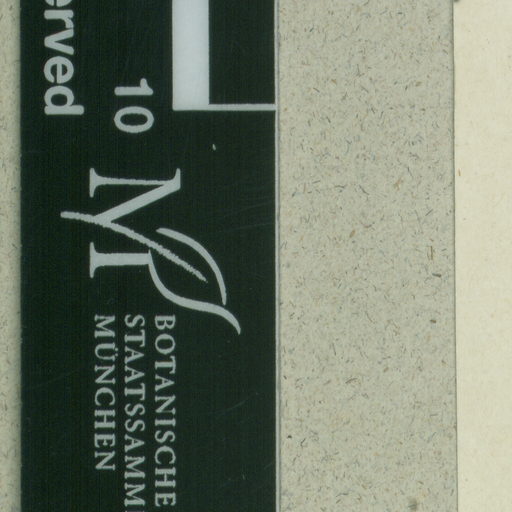 erved
10
M
BOTANISCHE
STAATSSAMM
MÜNCHEN